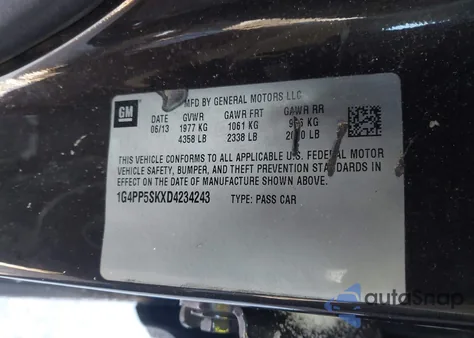 GM
MFD BY GENERAL MOTORS LLC
DATE GVWR GAWR FRT GAWR RR
06/13 1977 KG 1061 KG KG
4358 LB 2338 LB LB
THIS VEHICLE CONFORMS TO ALL APPLICABLE U.S. FEDERAL MOTOR
VEHICLE SAFETY, BUMPER, AND THEFT PREVENTION STANDARDS IN
EFFECT ON THE DATE OF MANUFACTURE SHOWN ABOVE.
1G4PP5SKXD4234243 TYPE: PASS CAR
autoSnap